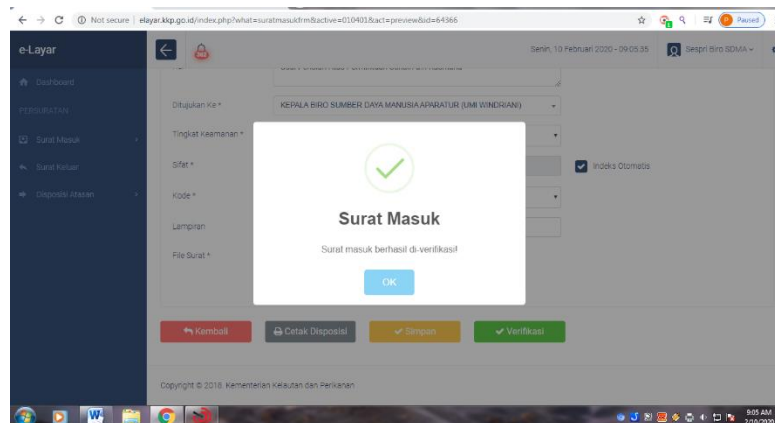 Not secure | elayar.kkp.go.id/index.php?what=suratmasukfrm&active=010401&act=preview&id=64366
Paused
e-Layar
Senin, 10 Februari 2020 - 09:05:35
Sespri Biro SDMA
Dashboard
PERSURATAN
Ditujukan Ke *
KEPALA BIRO SUMBER DAYA MANUSIA APARATUR (UMI WINDRIANI)
Surat Masuk
Tingkat Keamanan *
Surat Keluar
Sifat *
Indeks Otomatis
Disposisi Atasan
Kode *
Lampiran
File Surat *
Surat Masuk
Surat masuk berhasil di-verifikasi!
OK
Kembali
Cetak Disposisi
Simpan
Verifikasi
Copyright © 2018. Kementerian Kelautan dan Perikanan
9:05 AM
2/10/2020